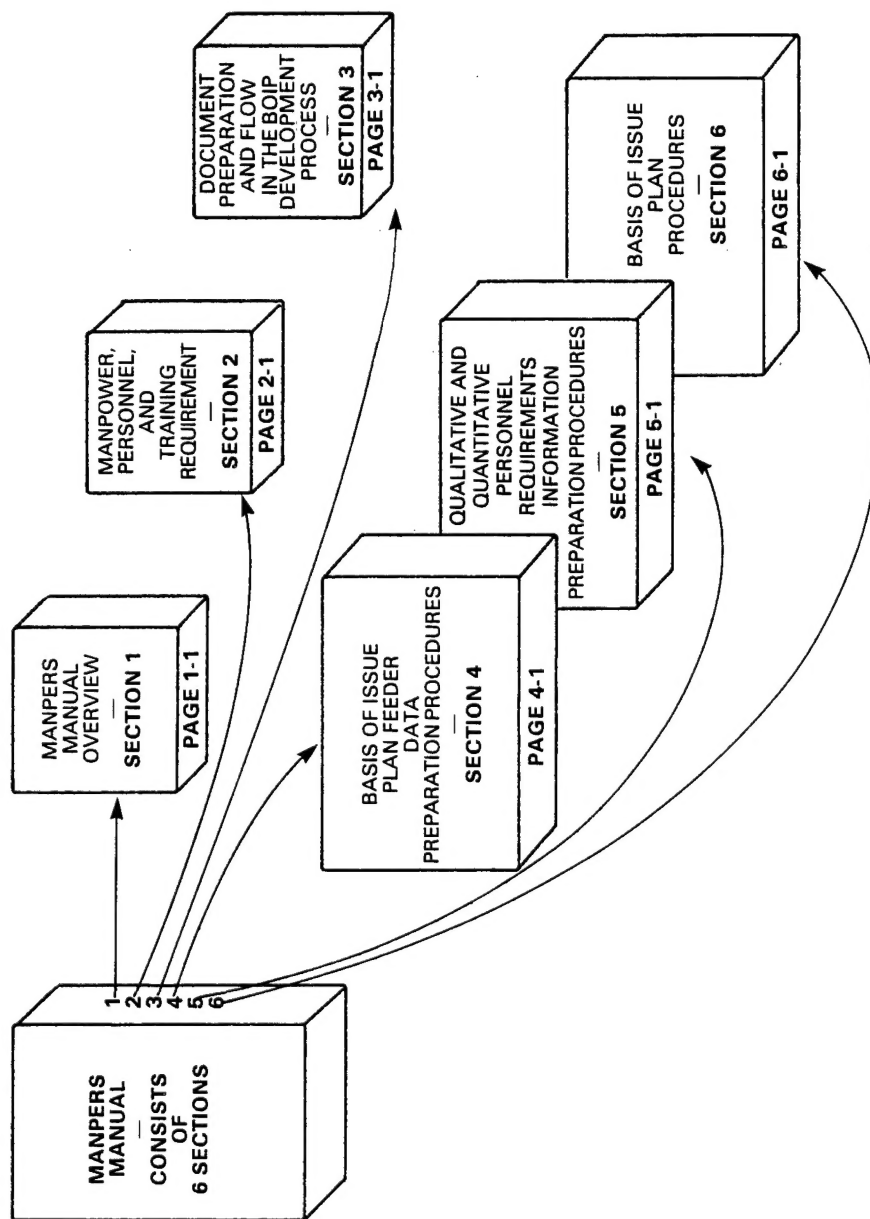 MANPERS
MANUAL
—
CONSISTS
OF
6 SECTIONS
1
2
3
4
5
6
MANPERS
MANUAL
OVERVIEW
—
SECTION 1
PAGE 1-1
MANPOWER,
PERSONNEL,
AND
TRAINING
REQUIREMENT
—
SECTION 2
PAGE 2-1
DOCUMENT
PREPARATION
AND FLOW
IN THE BOIP
DEVELOPMENT
PROCESS
—
SECTION 3
PAGE 3-1
BASIS OF ISSUE
PLAN FEEDER
DATA
PREPARATION PROCEDURES
—
SECTION 4
PAGE 4-1
QUALITATIVE AND
QUANTITATIVE
PERSONNEL
REQUIREMENTS
INFORMATION
PREPARATION PROCEDURES
—
SECTION 5
PAGE 5-1
BASIS OF ISSUE
PLAN
PROCEDURES
—
SECTION 6
PAGE 6-1